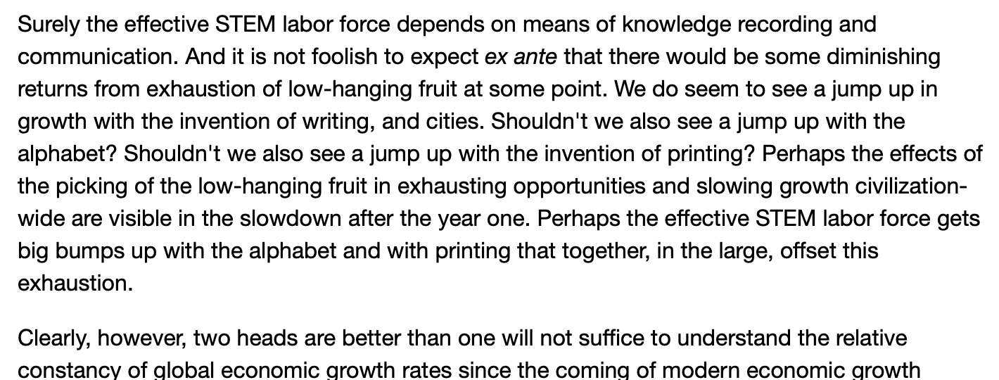 Surely the effective STEM labor force depends on means of knowledge recording and
communication. And it is not foolish to expect ex ante that there would be some diminishing
returns from exhaustion of low-hanging fruit at some point. We do seem to see a jump up in
growth with the invention of writing, and cities. Shouldn't we also see a jump up with the
alphabet? Shouldn't we also see a jump up with the invention of printing? Perhaps the effects of
the picking of the low-hanging fruit in exhausting opportunities and slowing growth civilization-
wide are visible in the slowdown after the year one. Perhaps the effective STEM labor force gets
big bumps up with the alphabet and with printing that together, in the large, offset this
exhaustion.
Clearly, however, two heads are better than one will not suffice to understand the relative
constancy of global economic growth rates since the coming of modern economic growth